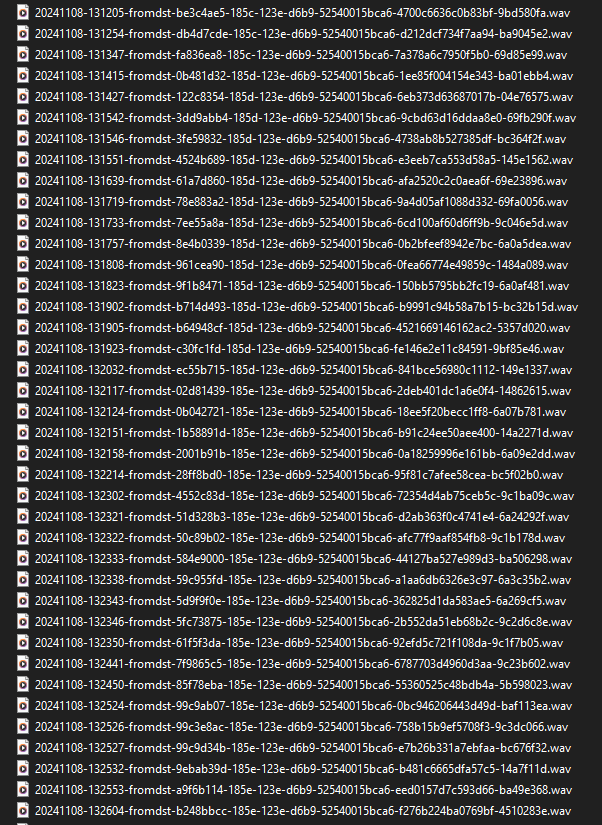 20241108-131205-fromdst-be3c4ae5-185c-123e-d6b9-52540015bca6-4700c6636c0b83bf-9bd580fa.wav
20241108-131254-fromdst-db4d7cde-185c-123e-d6b9-52540015bca6-d212dcf734f7aa94-ba9045e2.wav
20241108-131347-fromdst-fa836ea8-185c-123e-d6b9-52540015bca6-7a378a6c7950f5b0-69d85e99.wav
20241108-131415-fromdst-0b481d32-185d-123e-d6b9-52540015bca6-1ee85f004154e343-ba01ebb4.wav
20241108-131427-fromdst-122c8354-185d-123e-d6b9-52540015bca6-6eb373d63687017b-04e76575.wav
20241108-131542-fromdst-3dd9abb4-185d-123e-d6b9-52540015bca6-9cbd63d16ddaa8e0-69fb290f.wav
20241108-131546-fromdst-3fe59832-185d-123e-d6b9-52540015bca6-4738ab8b527385df-bc364f2f.wav
20241108-131551-fromdst-4524b689-185d-123e-d6b9-52540015bca6-e3eeb7ca553d58a5-145e1562.wav
20241108-131639-fromdst-61a7d860-185d-123e-d6b9-52540015bca6-afa2520c2c0aea6f-69e23896.wav
20241108-131719-fromdst-78e883a2-185d-123e-d6b9-52540015bca6-9a4d05af1088d332-69fa0056.wav
20241108-131733-fromdst-7ee55a8a-185d-123e-d6b9-52540015bca6-6cd100af60d6ff9b-9c046e5d.wav
20241108-131757-fromdst-8e4b0339-185d-123e-d6b9-52540015bca6-0b2bfeef8942e7bc-6a0a5dea.wav
20241108-131808-fromdst-961cea90-185d-123e-d6b9-52540015bca6-0fea66774e49859c-1484a089.wav
20241108-131823-fromdst-9f1b8471-185d-123e-d6b9-52540015bca6-150bb5795bb2fc19-6a0af481.wav
20241108-131902-fromdst-b714d493-185d-123e-d6b9-52540015bca6-b9991c94b58a7b15-bc32b15d.wav
20241108-131905-fromdst-b64948cf-185d-123e-d6b9-52540015bca6-4521669146162ac2-5357d020.wav
20241108-131923-fromdst-c30fc1fd-185d-123e-d6b9-52540015bca6-fe146e2e11c84591-9bf85e46.wav
20241108-132032-fromdst-ec55b715-185d-123e-d6b9-52540015bca6-841bce56980c1112-149e1337.wav
20241108-132117-fromdst-02d81439-185e-123e-d6b9-52540015bca6-2deb401dc1a6e0f4-14862615.wav
20241108-132124-fromdst-0b042721-185e-123e-d6b9-52540015bca6-18ee5f20becc1ff8-6a07b781.wav
20241108-132151-fromdst-1b58891d-185e-123e-d6b9-52540015bca6-b91c24ee50aee400-14a2271d.wav
20241108-132158-fromdst-2001b91b-185e-123e-d6b9-52540015bca6-0a18259996e161bb-6a09e2dd.wav
20241108-132214-fromdst-28ff8bd0-185e-123e-d6b9-52540015bca6-95f81c7afee58cea-bc5f02b0.wav
20241108-132302-fromdst-4552c83d-185e-123e-d6b9-52540015bca6-72354d4ab75ceb5c-9c1ba09c.wav
20241108-132321-fromdst-51d328b3-185e-123e-d6b9-52540015bca6-d2ab363f0c4741e4-6a24292f.wav
20241108-132322-fromdst-50c89b02-185e-123e-d6b9-52540015bca6-afc77f9aaf854fb8-9c1b178d.wav
20241108-132333-fromdst-584e9000-185e-123e-d6b9-52540015bca6-44127ba527e989d3-ba506298.wav
20241108-132338-fromdst-59c955fd-185e-123e-d6b9-52540015bca6-a1aa6db6326e3c97-6a3c35b2.wav
20241108-132343-fromdst-5d9f9f0e-185e-123e-d6b9-52540015bca6-362825d1da583ae5-6a269cf5.wav
20241108-132346-fromdst-5fc73875-185e-123e-d6b9-52540015bca6-2b552da51eb68b2c-9c2d6c8e.wav
20241108-132350-fromdst-61f5f3da-185e-123e-d6b9-52540015bca6-92efd5c721f108da-9c1f7b05.wav
20241108-132441-fromdst-7f9865c5-185e-123e-d6b9-52540015bca6-6787703d4960d3aa-9c23b602.wav
20241108-132450-fromdst-85f78eba-185e-123e-d6b9-52540015bca6-55360525c48bdb4a-5b598023.wav
20241108-132524-fromdst-99c9ab07-185e-123e-d6b9-52540015bca6-0bc946206443d49d-baf113ea.wav
20241108-132526-fromdst-99c3e8ac-185e-123e-d6b9-52540015bca6-758b15b9ef5708f3-9c3dc066.wav
20241108-132527-fromdst-99c9d34b-185e-123e-d6b9-52540015bca6-e7b26b331a7ebfaa-bc676f32.wav
20241108-132532-fromdst-9ebab39d-185e-123e-d6b9-52540015bca6-b481c6665dfa57c5-14a7f11d.wav
20241108-132553-fromdst-a9f6b114-185e-123e-d6b9-52540015bca6-eed0157d7c593d66-ba49e368.wav
20241108-132604-fromdst-b248bbcc-185e-123e-d6b9-52540015bca6-f276b224ba0769bf-4510283e.wav